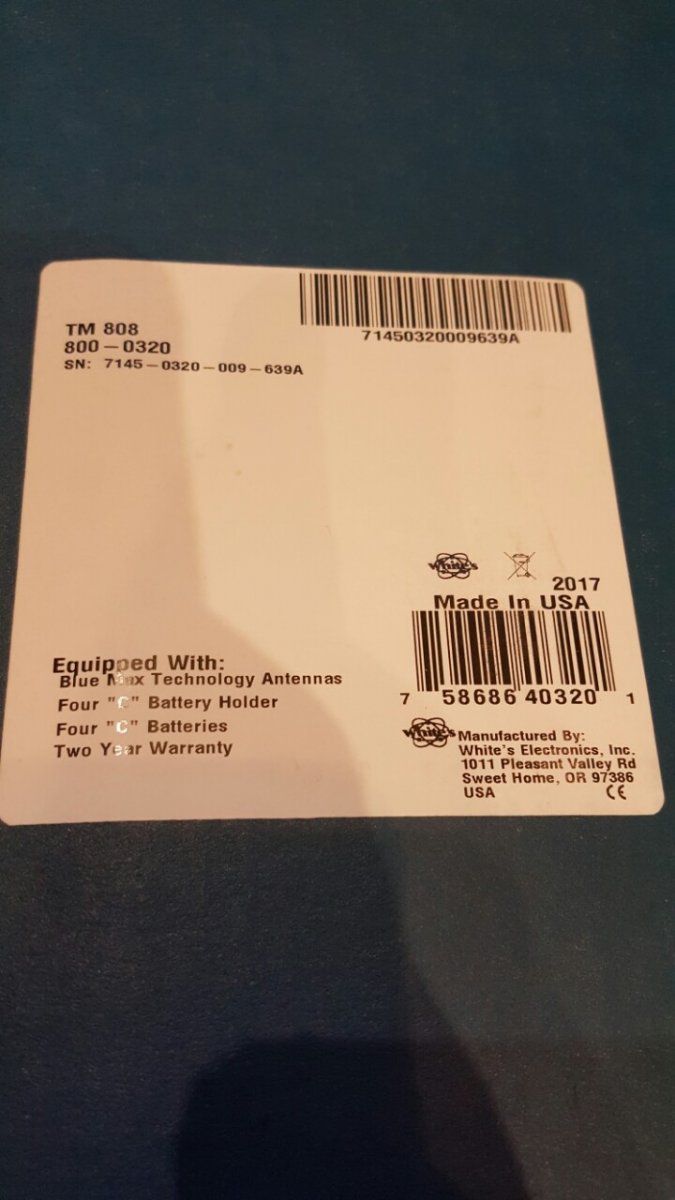 71450320009639A
TM 808
800-0320
SN: 7145-0320-009-639A
White's
2017
Made In USA
7 58686 40320 1
Equipped With:
Blue Max Technology Antennas
Four "C" Battery Holder
Four "C" Batteries
Two Year Warranty
White's
Manufactured By:
White's Electronics, Inc.
1011 Pleasant Valley Rd
Sweet Home, OR 97386
USA
CE